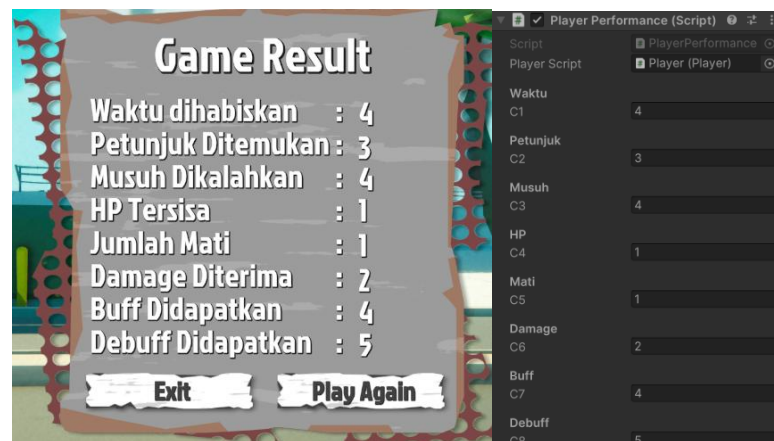 Game Result
Waktu dihabiskan : 4
Petunjuk Ditemukan : 3
Musuh Dikalahkan : 4
HP Tersisa : 1
Jumlah Mati : 1
Damage Diterima : 2
Buff Didapatkan : 4
Debuff Didapatkan : 5
Exit
Play Again
# Player Performance (Script)
Script PlayerPerformance
Player Script Player (Player)
Waktu
C1 4
Petunjuk
C2 3
Musuh
C3 4
HP
C4 1
Mati
C5 1
Damage
C6 2
Buff
C7 4
Debuff
C8 5